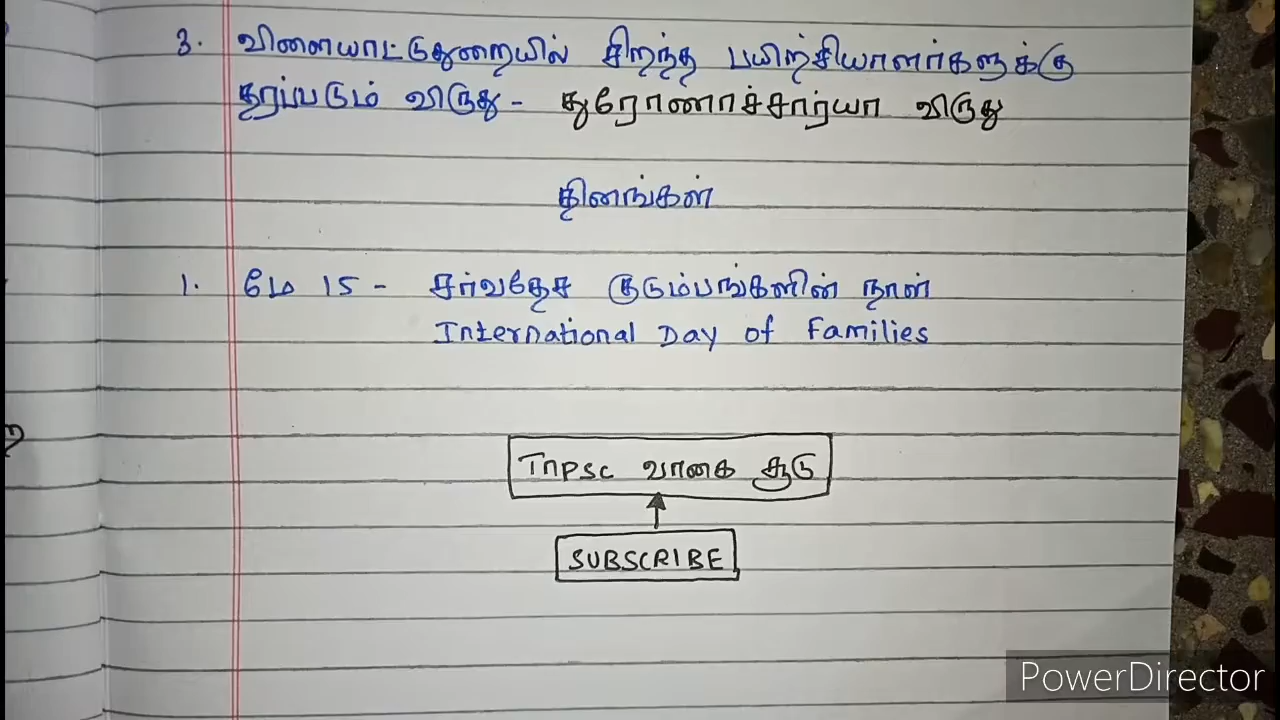 3. விளையாட்டுதுறையில் சிறந்த பயிற்சியாளர்களுக்கு
தரப்படும் விருது - துரோணாச்சார்யா விருது
தினங்கள்
1. மே 15 - சர்வதேச குடும்பங்களின் நாள்
International Day of Families
Tnpsc வாகை சூடு
SUBSCRIBE
PowerDirector